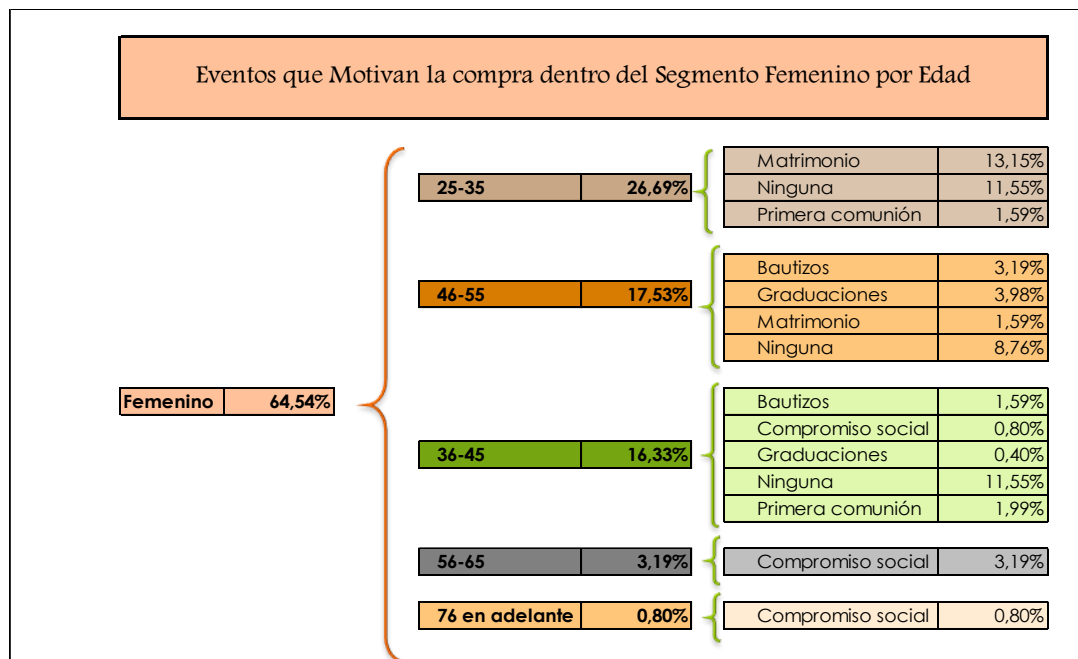 Eventos que Motivan la compra dentro del Segmento Femenino por Edad
Femenino 64,54%
25-35 26,69%
Matrimonio 13,15%
Ninguna 11,55%
Primera comunión 1,59%
46-55 17,53%
Bautizos 3,19%
Graduaciones 3,98%
Matrimonio 1,59%
Ninguna 8,76%
36-45 16,33%
Bautizos 1,59%
Compromiso social 0,80%
Graduaciones 0,40%
Ninguna 11,55%
Primera comunión 1,99%
56-65 3,19%
Compromiso social 3,19%
76 en adelante 0,80%
Compromiso social 0,80%